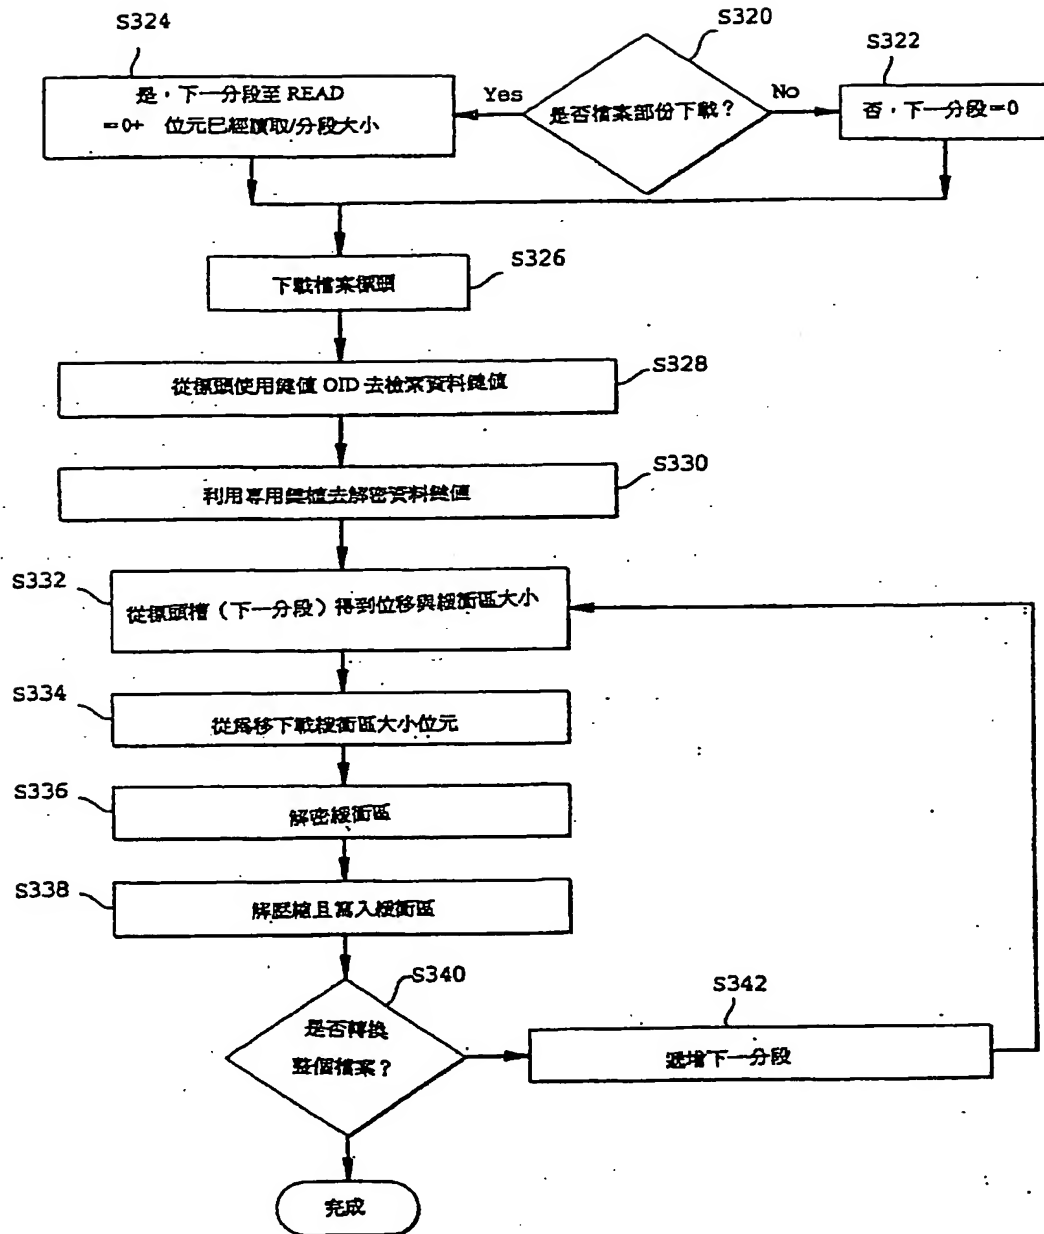 S324
是,下一分段至 READ
=0+ 位元已經讀取/分段大小
Yes
S320
是否檔案部份下載?
No
S322
否,下一分段=0
S326
下載檔案標頭
S328
從標頭使用鍵值 OID 去檢索資料鍵值
S330
利用專用鍵值去解密資料鍵值
S332
從標頭檔(下一分段)得到位移與緩衝區大小
S334
從位移下載緩衝區大小位元
S336
解密緩衝區
S338
解壓縮且寫入緩衝區
S340
是否轉換
整個檔案?
S342
遞增下一分段
完成